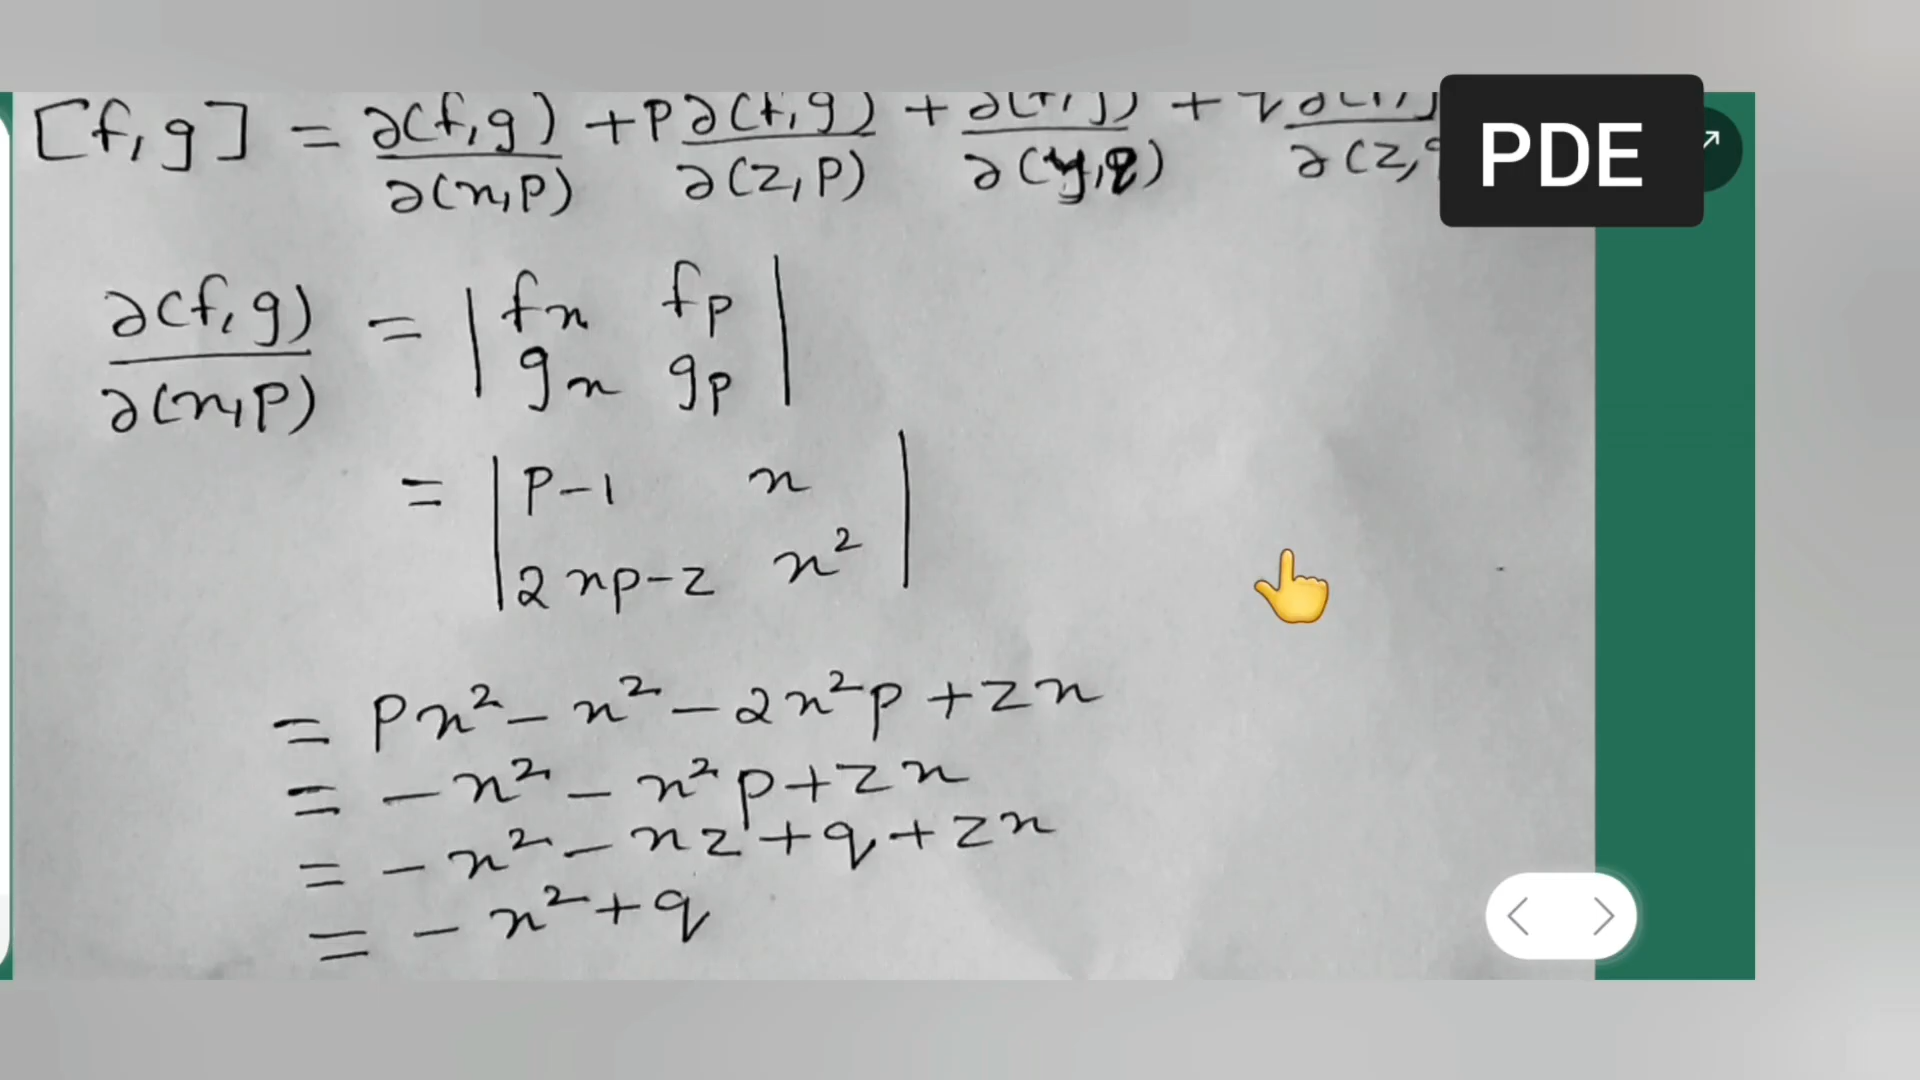 [f,g] = ∂(f,g)/∂(x,p) + p ∂(f,g)/∂(z,p) + ∂(f,g)/∂(y,q) + q ∂(f,g)/∂(z,
PDE
∂(f,g)/∂(x,p) = | fx fp |
| gx gp |
= | p-1 x |
| 2xp-z x² |
= px² - x² - 2x²p + zx
= -x² - x²p + zx
= -x² - xz + q + zx
= -x² + q